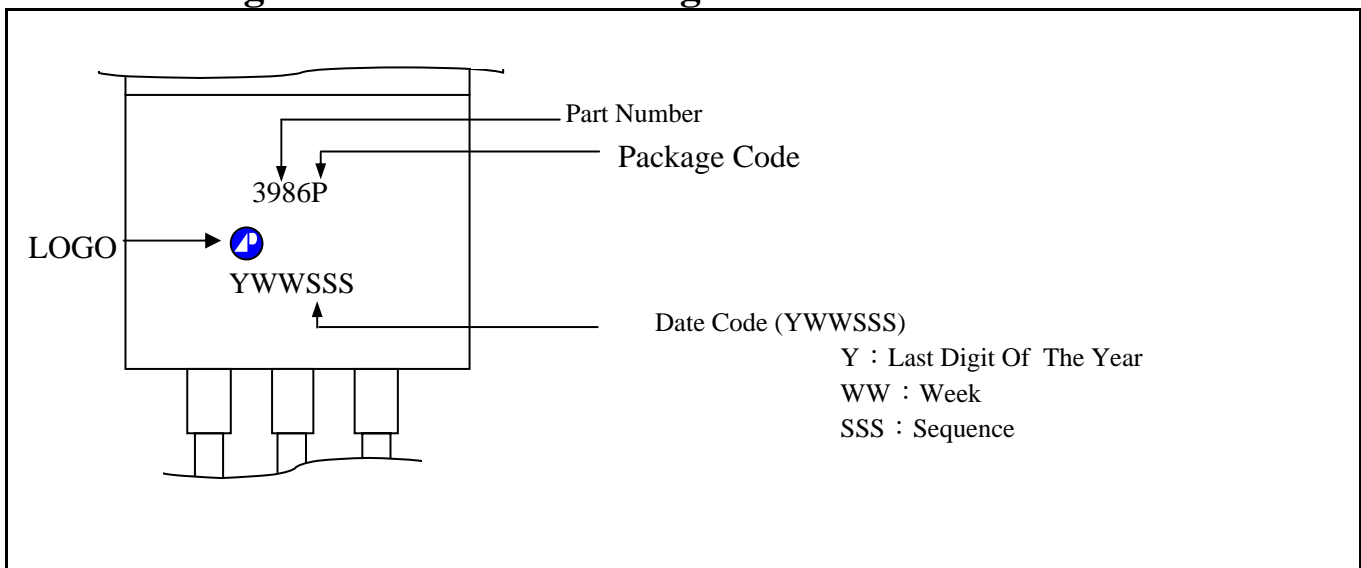 Part Number
Package Code
3986P
LOGO
YWWSSS
Date Code (YWWSSS)
Y：Last Digit Of The Year
WW：Week
SSS：Sequence